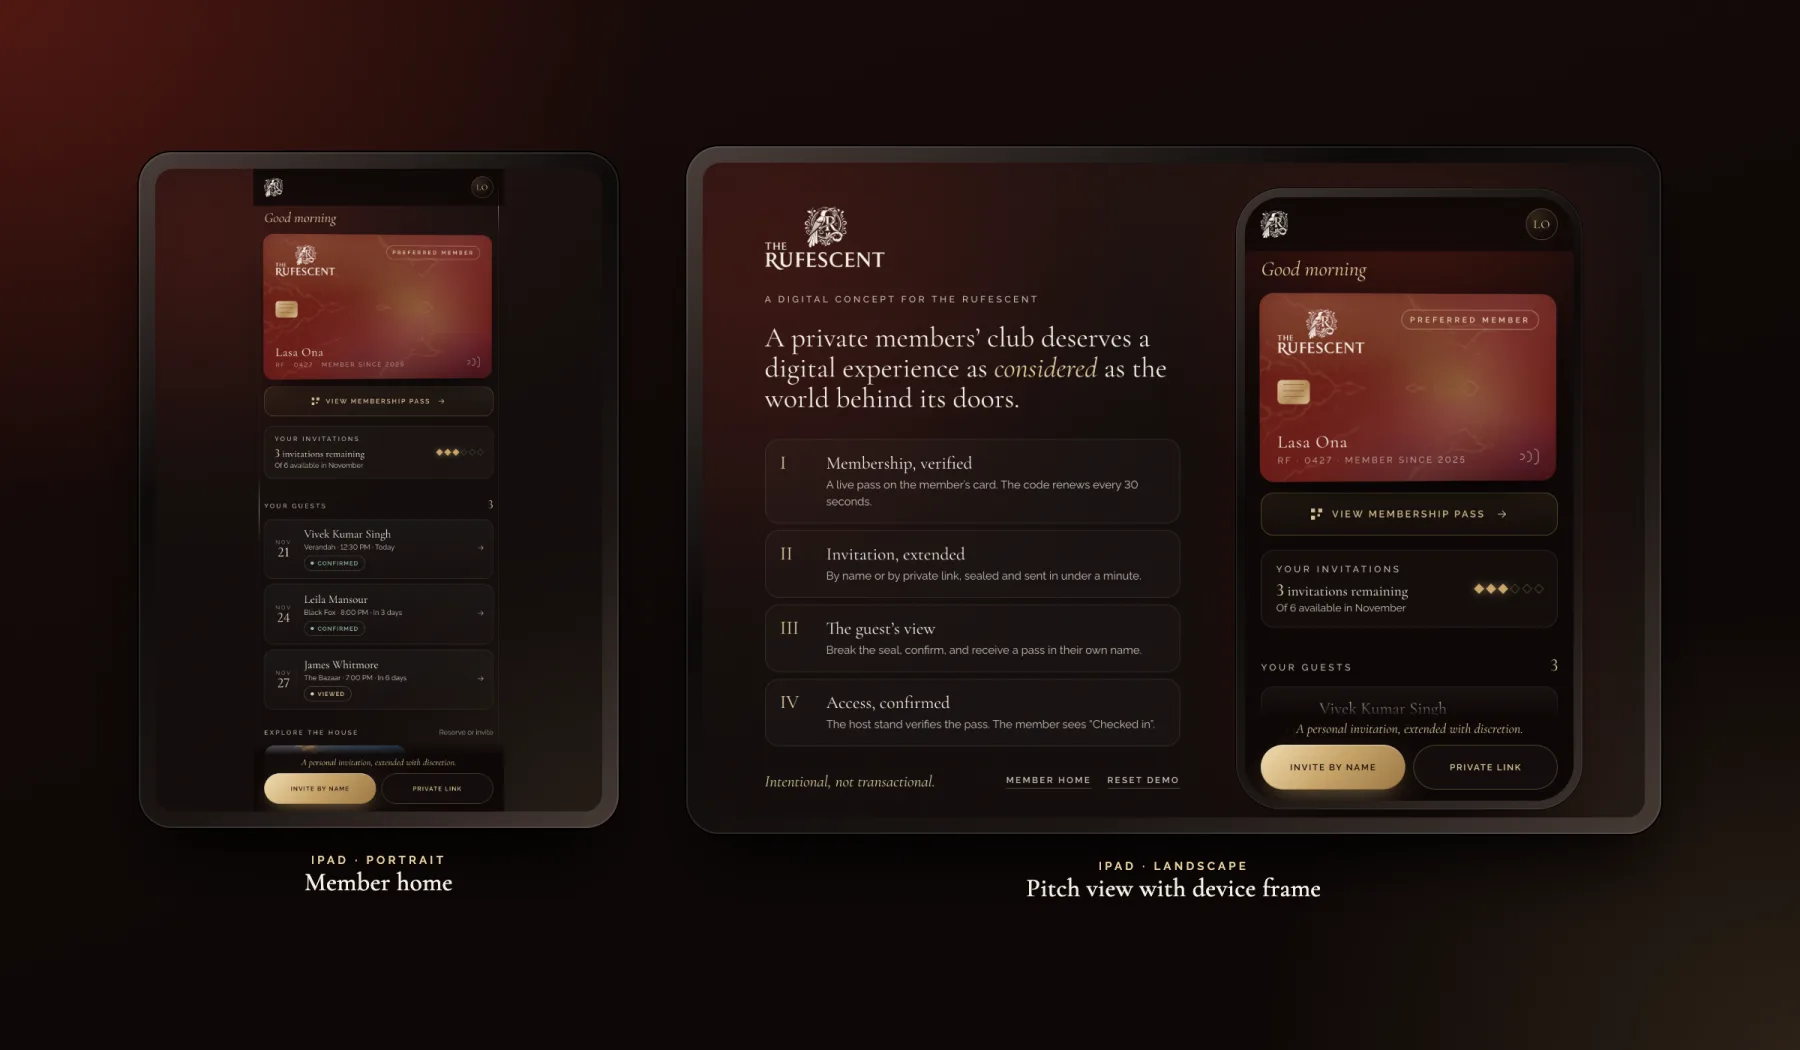 LO
Good morning
THE
RUFESCENT
PREFERRED MEMBER
Lasa Ona
RF · 0427 · MEMBER SINCE 2025
VIEW MEMBERSHIP PASS →
YOUR INVITATIONS
3 invitations remaining
Of 6 available in November
YOUR GUESTS 3
NOV
21
Vivek Kumar Singh
Verandah · 12:30 PM · Today
CONFIRMED
NOV
24
Leila Mansour
Black Fox · 8:00 PM · In 3 days
CONFIRMED
NOV
27
James Whitmore
The Bazaar · 7:00 PM · In 6 days
VIEWED
EXPLORE THE HOUSE Reserve or invite
A personal invitation, extended with discretion.
INVITE BY NAME PRIVATE LINK
IPAD · PORTRAIT
Member home
R
THE
RUFESCENT
A DIGITAL CONCEPT FOR THE RUFESCENT
A private members’ club deserves a
digital experience as considered as the
world behind its doors.
I Membership, verified
A live pass on the member’s card. The code renews every 30
seconds.
II Invitation, extended
By name or by private link, sealed and sent in under a minute.
III The guest’s view
Break the seal, confirm, and receive a pass in their own name.
IV Access, confirmed
The host stand verifies the pass. The member sees “Checked in”.
Intentional, not transactional. MEMBER HOME RESET DEMO
LO
Good morning
R
THE
RUFESCENT
PREFERRED MEMBER
Lasa Ona
RF · 0427 · MEMBER SINCE 2025
VIEW MEMBERSHIP PASS →
YOUR INVITATIONS
3 invitations remaining
Of 6 available in November
YOUR GUESTS 3
Vivek Kumar Singh
A personal invitation, extended with discretion.
INVITE BY NAME PRIVATE LINK
IPAD · LANDSCAPE
Pitch view with device frame